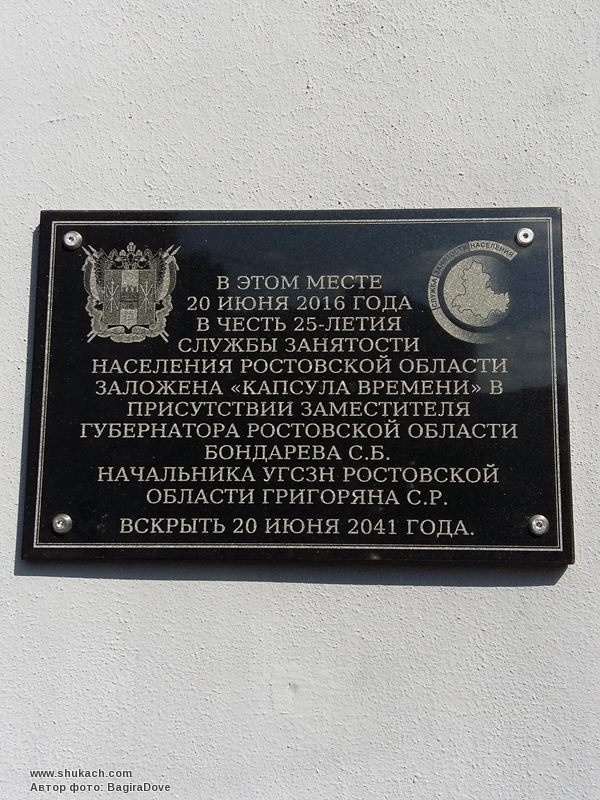 СЛУЖБА ЗАНЯТОСТИ НАСЕЛЕНИЯ
В ЭТОМ МЕСТЕ
20 ИЮНЯ 2016 ГОДА
В ЧЕСТЬ 25-ЛЕТИЯ
СЛУЖБЫ ЗАНЯТОСТИ
НАСЕЛЕНИЯ РОСТОВСКОЙ ОБЛАСТИ
ЗАЛОЖЕНА «КАПСУЛА ВРЕМЕНИ» В
ПРИСУТСТВИИ ЗАМЕСТИТЕЛЯ
ГУБЕРНАТОРА РОСТОВСКОЙ ОБЛАСТИ
БОНДАРЕВА С.Б.
НАЧАЛЬНИКА УГСЗН РОСТОВСКОЙ
ОБЛАСТИ ГРИГОРЯНА С.Р.
ВСКРЫТЬ 20 ИЮНЯ 2041 ГОДА.
www.shukach.com
Автор фото: BagiraDove